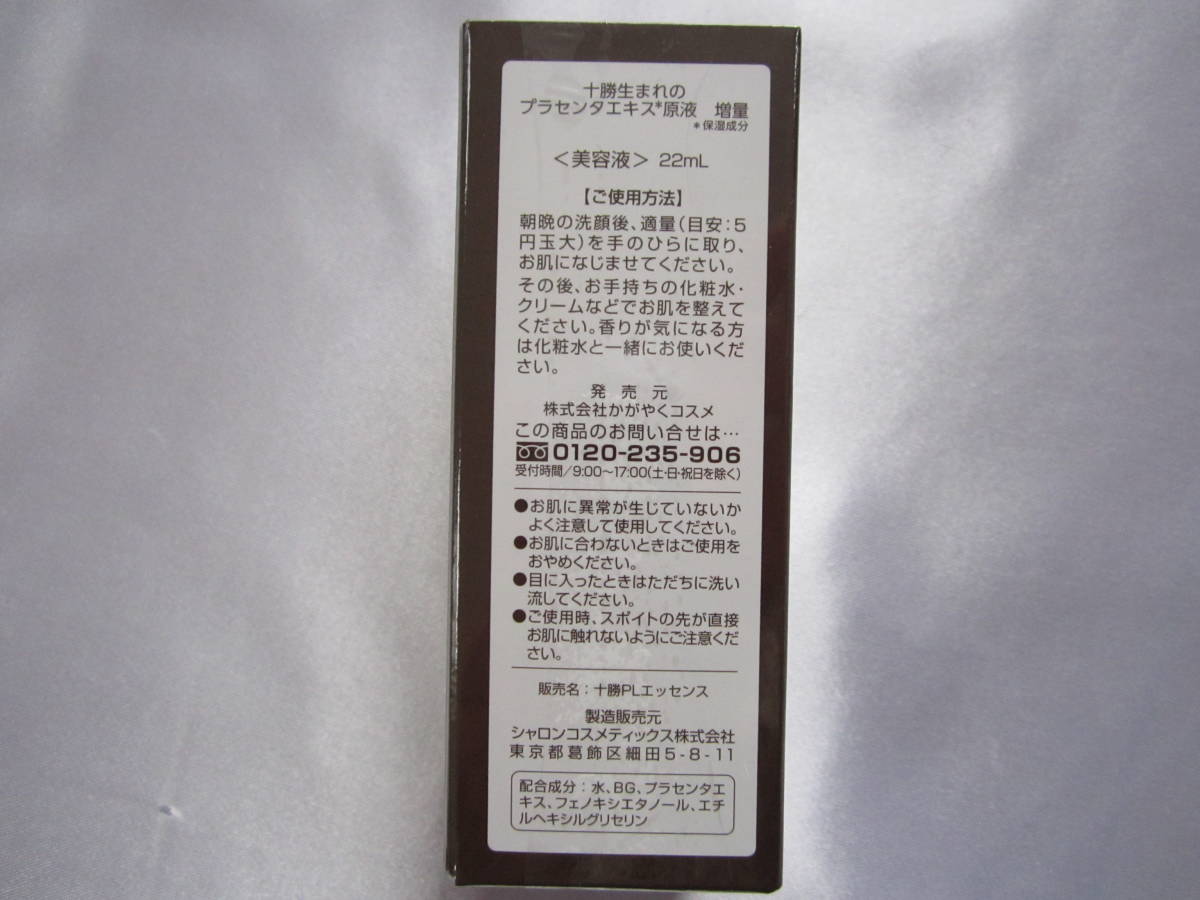 十勝生まれの
プラセンタエキス*原液 増量
*保湿成分
＜美容液＞ 22mL
【ご使用方法】
朝晩の洗顔後、適量(目安:5
円玉大)を手のひらに取り、
お肌になじませてください。
その後、お手持ちの化粧水・
クリームなどでお肌を整えて
ください。香りが気になる方
は化粧水と一緒にお使いくだ
さい。
発売元
株式会社かがやくコスメ
この商品のお問い合せは…
0120-235-906
受付時間/9:00〜17:00(土・日・祝日を除く)
●お肌に異常が生じていないか
よく注意して使用してください。
●お肌に合わないときはご使用を
おやめください。
●目に入ったときはただちに洗い
流してください。
●ご使用時、スポイトの先が直接
お肌に触れないようにご注意くだ
さい。
販売名:十勝PLエッセンス
製造販売元
シャロンコスメティックス株式会社
東京都葛飾区細田5-8-11
配合成分:水、BG、プラセンタエ
キス、フェノキシエタノール、エチ
ルヘキシルグリセリン